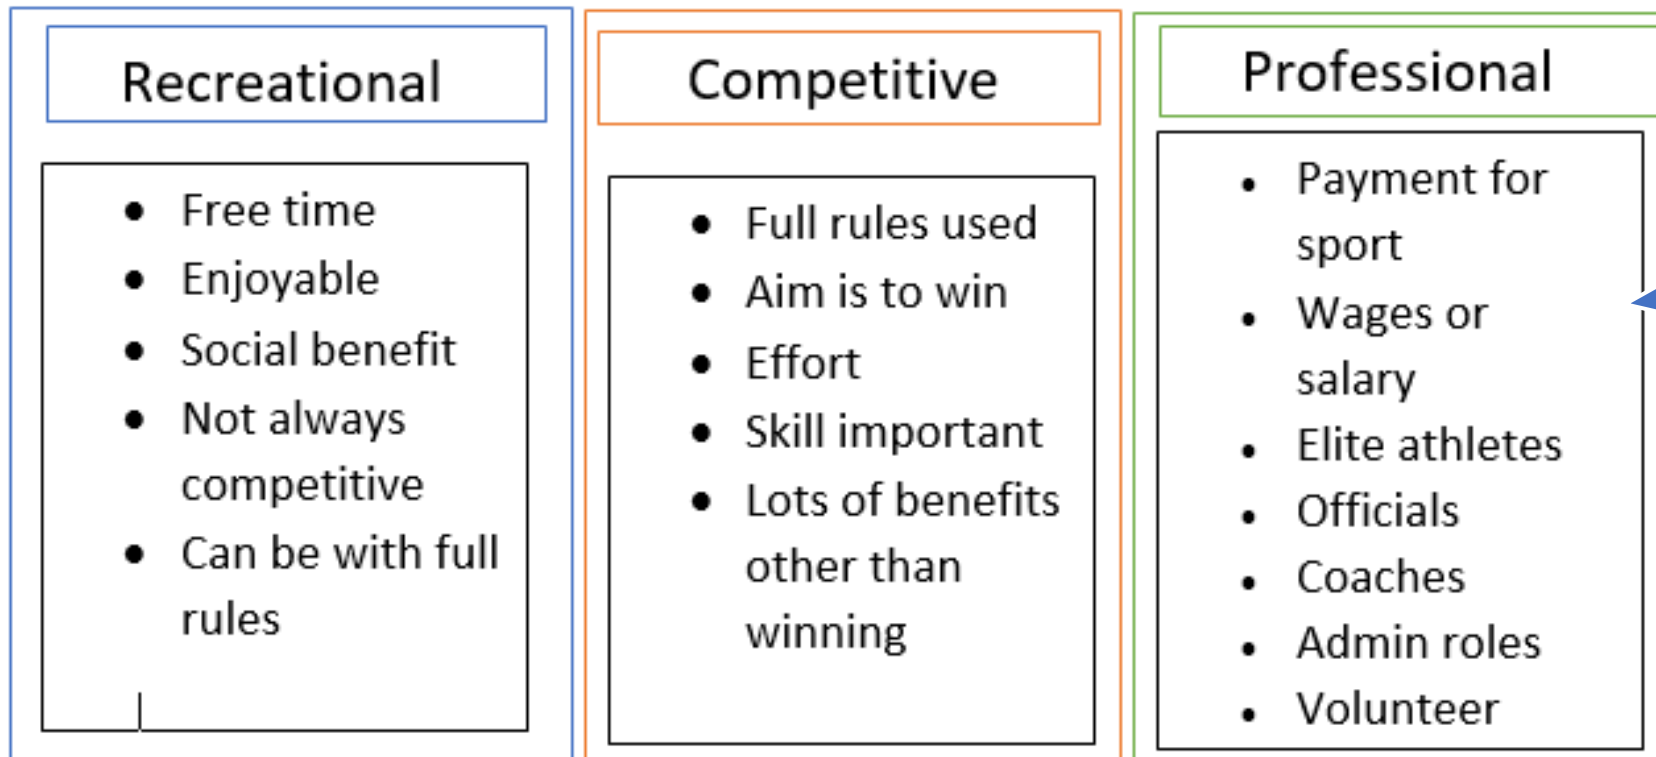 Recreational
Free time
Enjoyable
Social benefit
Not always
competitive
Can be with full
rules
Competitive
Full rules used
Aim is to win
Effort
Skill important
Lots of benefits
other than
winning
Professional
Payment for
sport
Wages or
salary
Elite athletes
Officials
Coaches
Admin roles
Volunteer